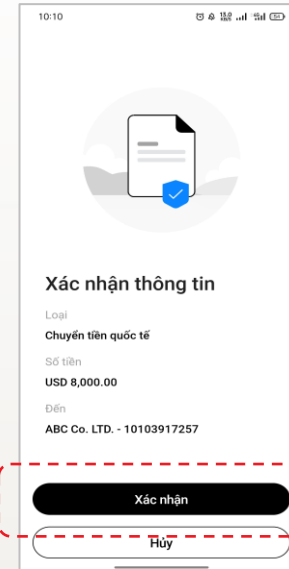 10:10
Xác nhận thông tin
Loại
Chuyển tiền quốc tế
Số tiền
USD 8,000.00
Đến
ABC Co. LTD. - 10103917257
Xác nhận
Hủy